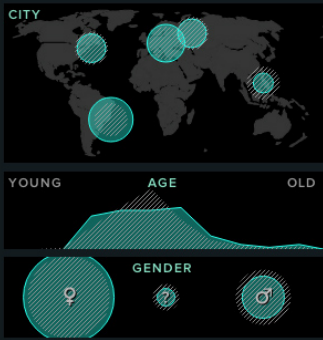 CITY
YOUNG AGE OLD
GENDER
♀ ? ♂